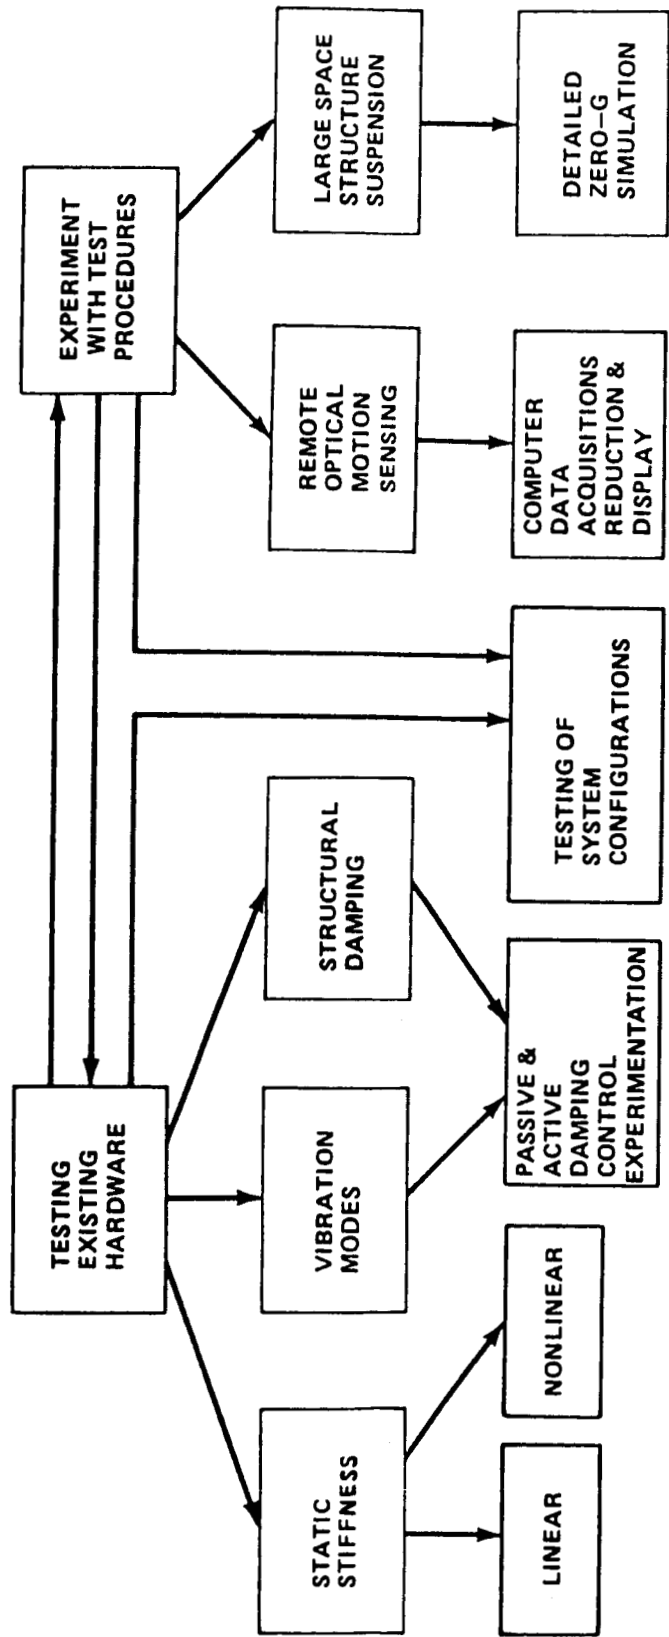 TESTING
EXISTING
HARDWARE
EXPERIMENT
WITH TEST
PROCEDURES
STATIC
STIFFNESS
VIBRATION
MODES
STRUCTURAL
DAMPING
REMOTE
OPTICAL
MOTION
SENSING
LARGE SPACE
STRUCTURE
SUSPENSION
LINEAR
NONLINEAR
PASSIVE &
ACTIVE
DAMPING
CONTROL
EXPERIMENTATION
TESTING OF
SYSTEM
CONFIGURATIONS
COMPUTER
DATA
ACQUISITIONS
REDUCTION &
DISPLAY
DETAILED
ZERO-G
SIMULATION